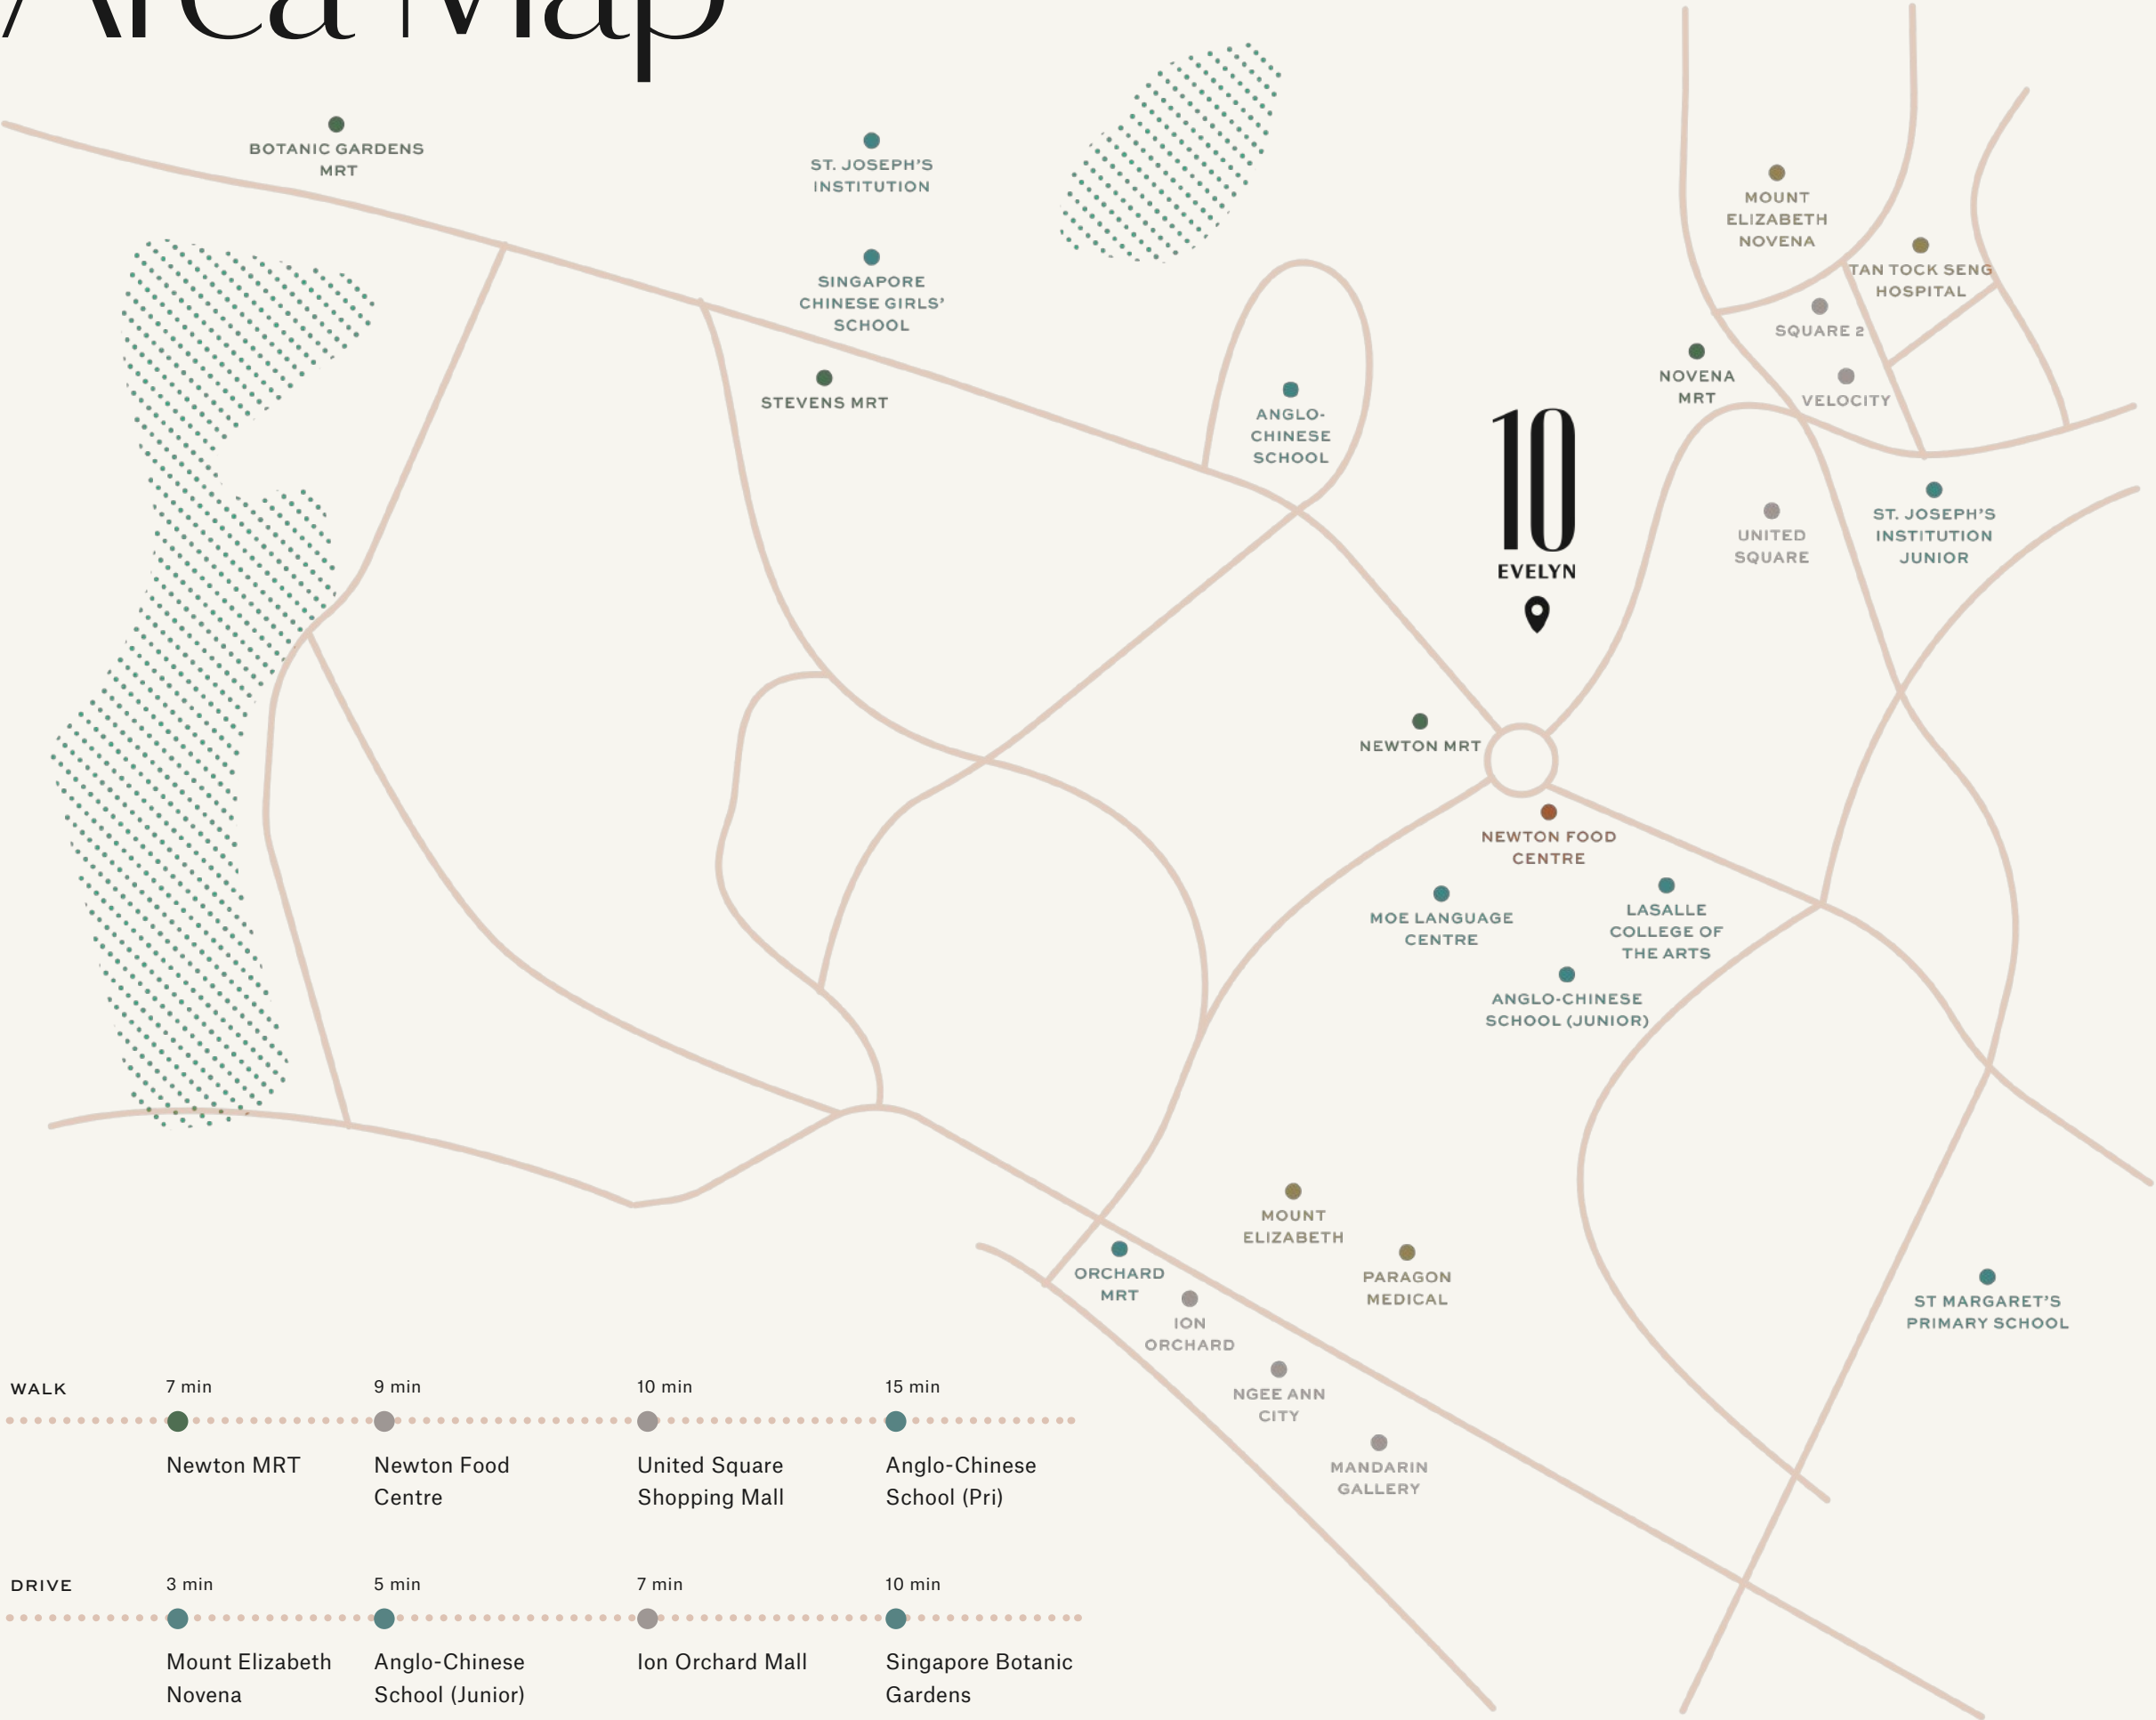 Area Map
BOTANIC GARDENS
MRT
ST. JOSEPH'S
INSTITUTION
SINGAPORE
CHINESE GIRLS'
SCHOOL
STEVENS MRT
ANGLO-
CHINESE
SCHOOL
MOUNT
ELIZABETH
NOVENA
TAN TOCK SENG
HOSPITAL
SQUARE 2
NOVENA
MRT
VELOCITY
10
EVELYN
UNITED
SQUARE
ST. JOSEPH'S
INSTITUTION
JUNIOR
NEWTON MRT
NEWTON FOOD
CENTRE
MOE LANGUAGE
CENTRE
LASALLE
COLLEGE OF
THE ARTS
ANGLO-CHINESE
SCHOOL (JUNIOR)
MOUNT
ELIZABETH
PARAGON
MEDICAL
ORCHARD
MRT
ION
ORCHARD
NGEE ANN
CITY
MANDARIN
GALLERY
ST MARGARET'S
PRIMARY SCHOOL
WALK
7 min
Newton MRT
9 min
Newton Food
Centre
10 min
United Square
Shopping Mall
15 min
Anglo-Chinese
School (Pri)
DRIVE
3 min
Mount Elizabeth
Novena
5 min
Anglo-Chinese
School (Junior)
7 min
Ion Orchard Mall
10 min
Singapore Botanic
Gardens